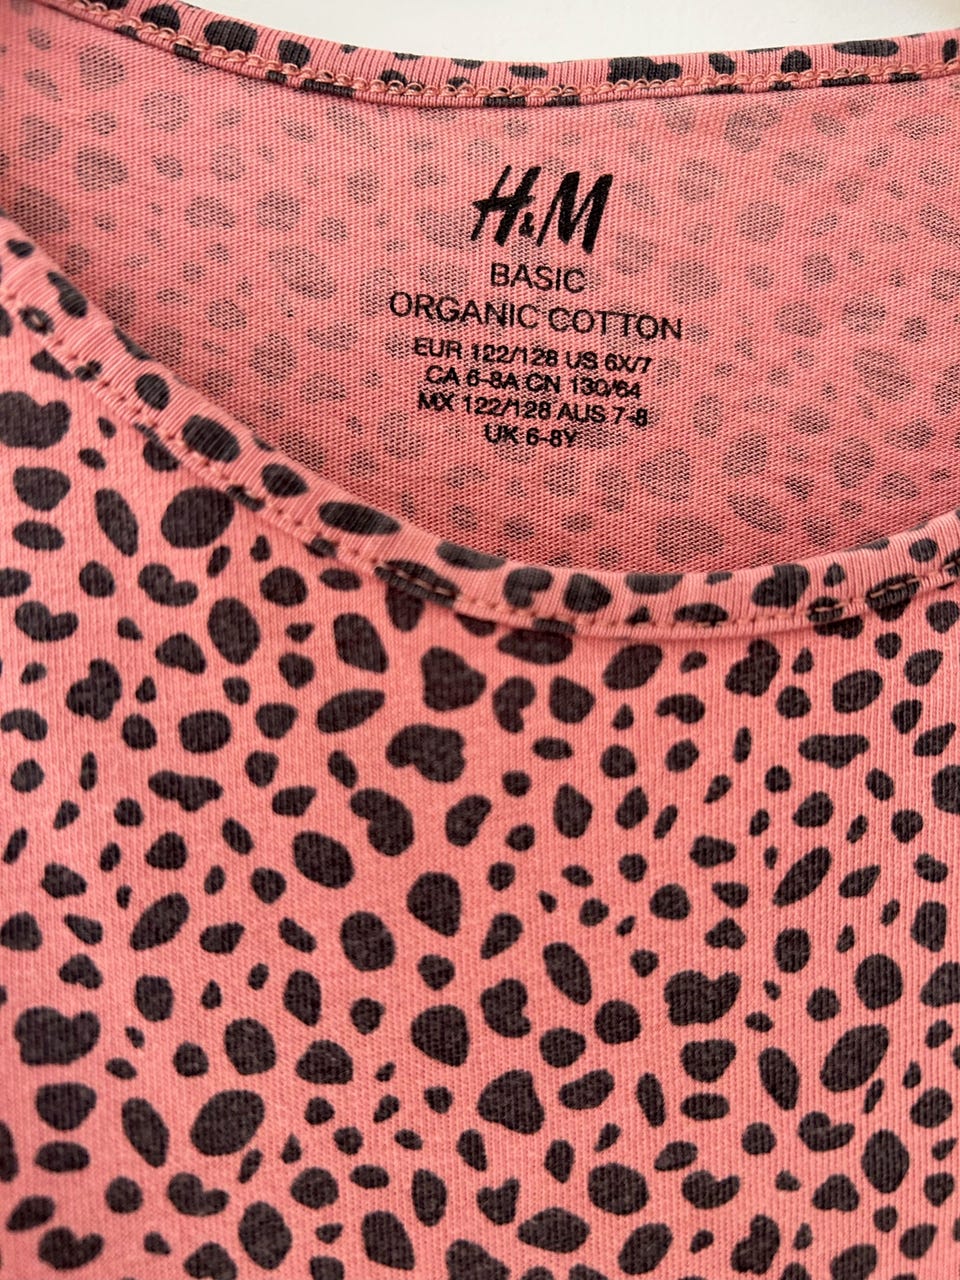 H&M
BASIC
ORGANIC COTTON
EUR 122/128 US 6X/7
CA 6-8A CN 130/64
MX 122/128 AUS 7-8
UK 6-8Y